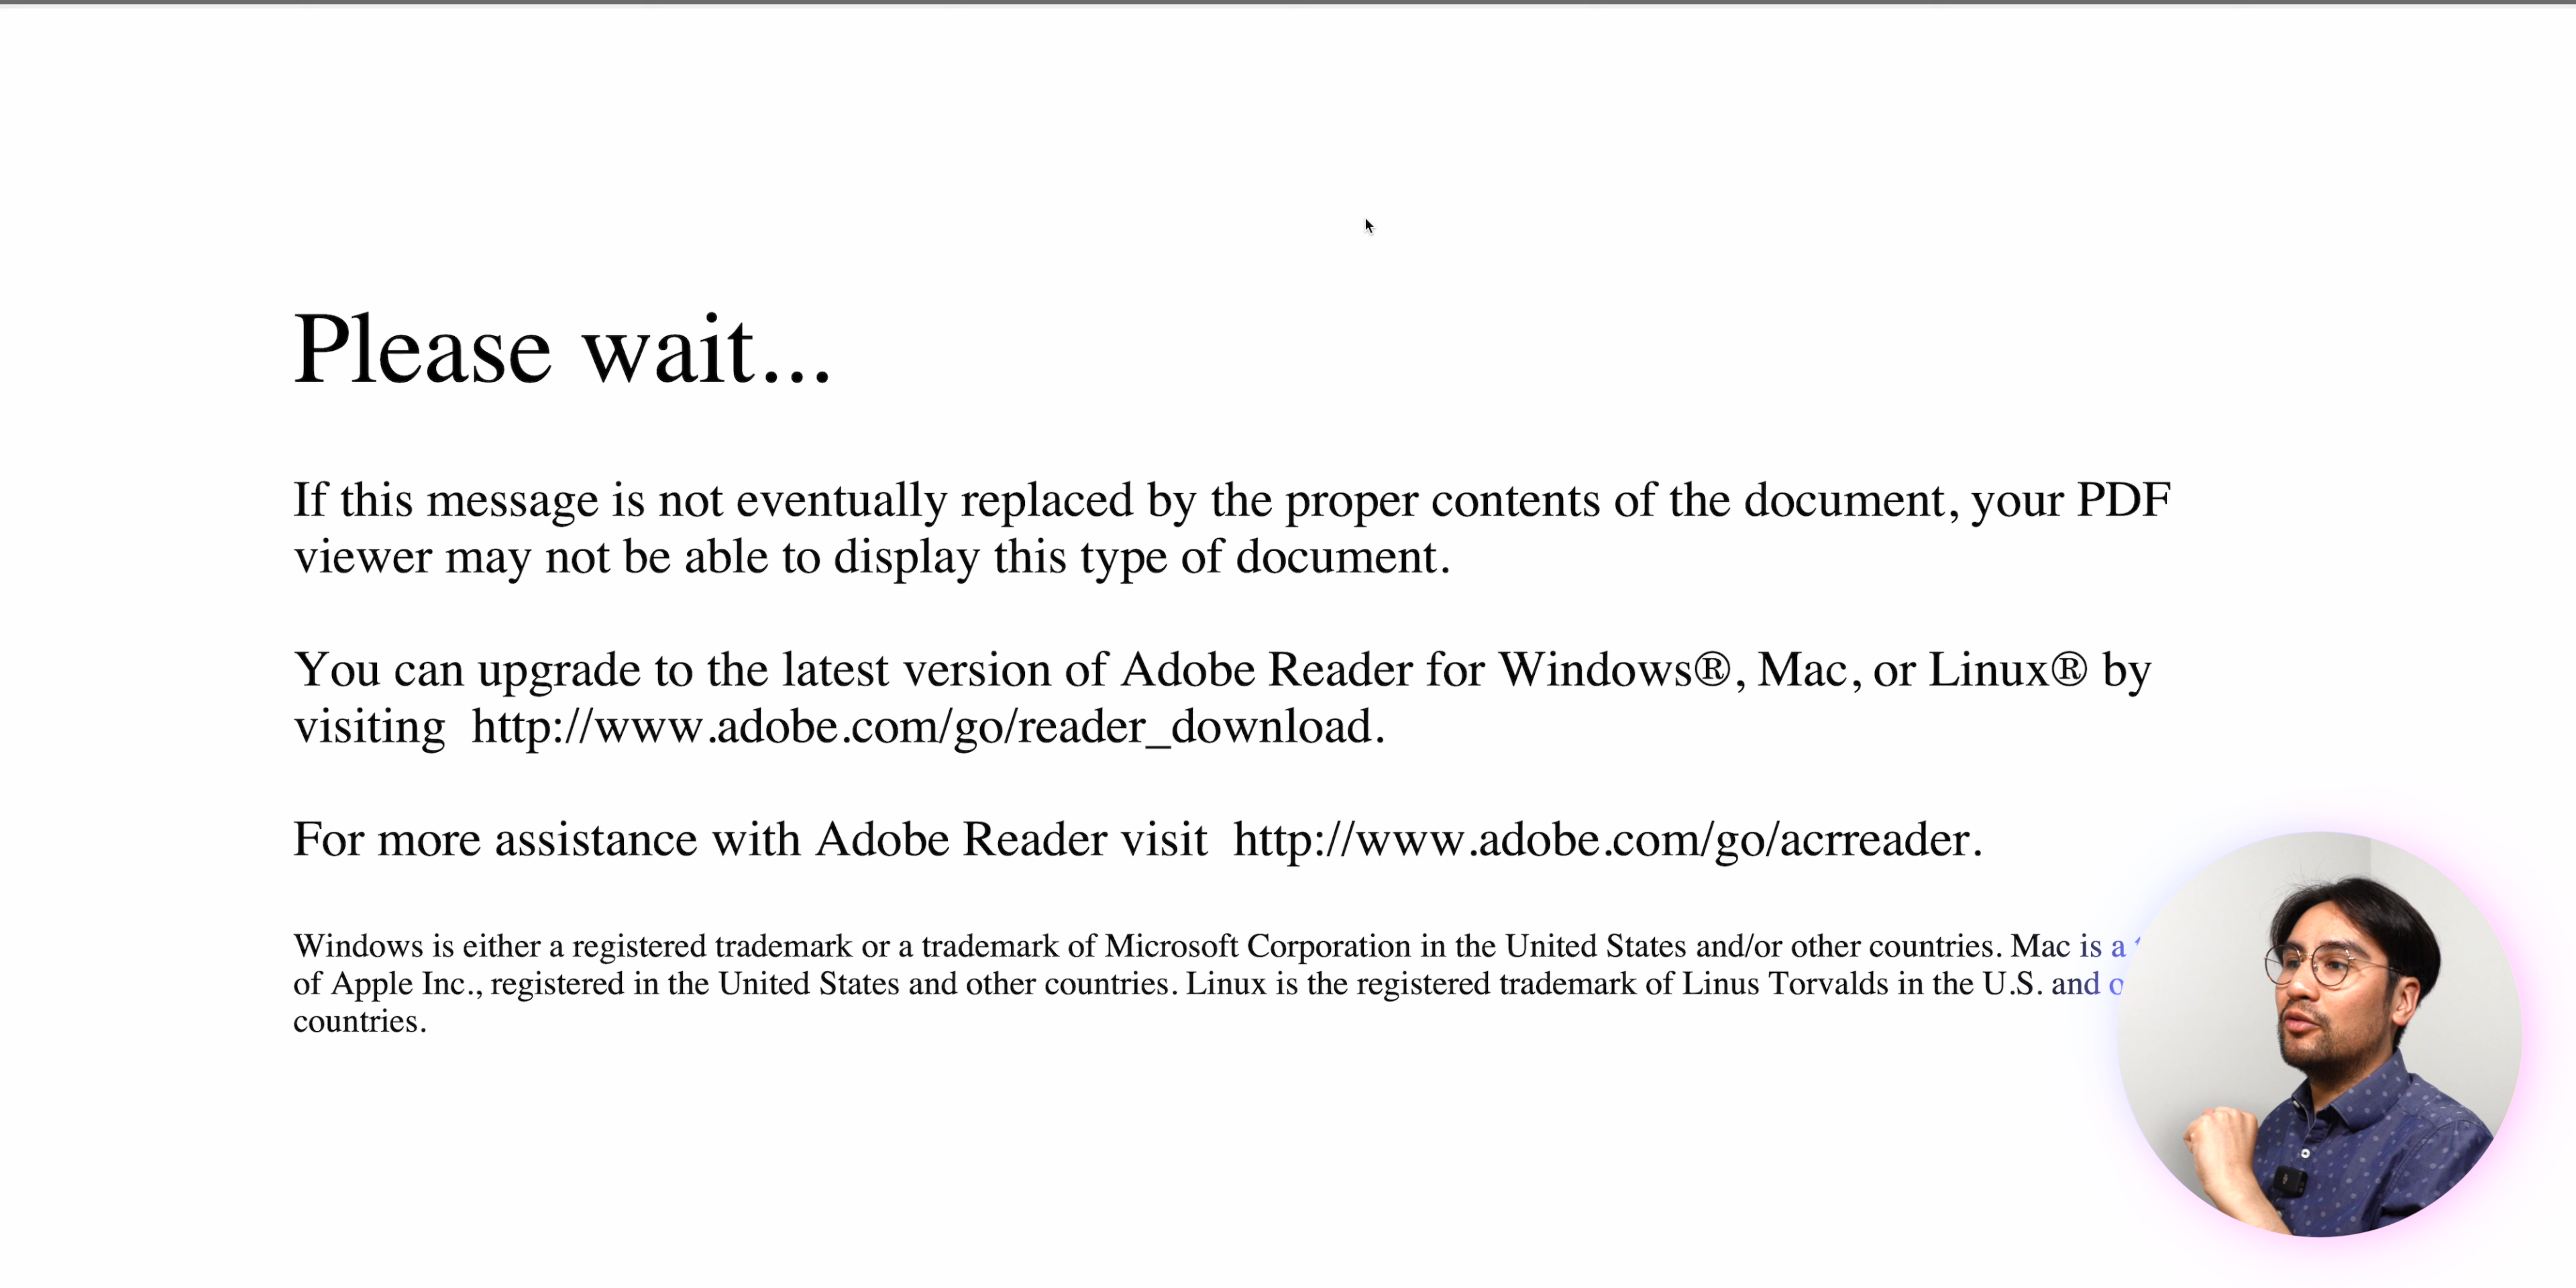 Please wait...
If this message is not eventually replaced by the proper contents of the document, your PDF
viewer may not be able to display this type of document.
You can upgrade to the latest version of Adobe Reader for Windows®, Mac, or Linux® by
visiting  http://www.adobe.com/go/reader_download.
For more assistance with Adobe Reader visit  http://www.adobe.com/go/acrreader.
Windows is either a registered trademark or a trademark of Microsoft Corporation in the United States and/or other countries. Mac is a
of Apple Inc., registered in the United States and other countries. Linux is the registered trademark of Linus Torvalds in the U.S. and
countries.